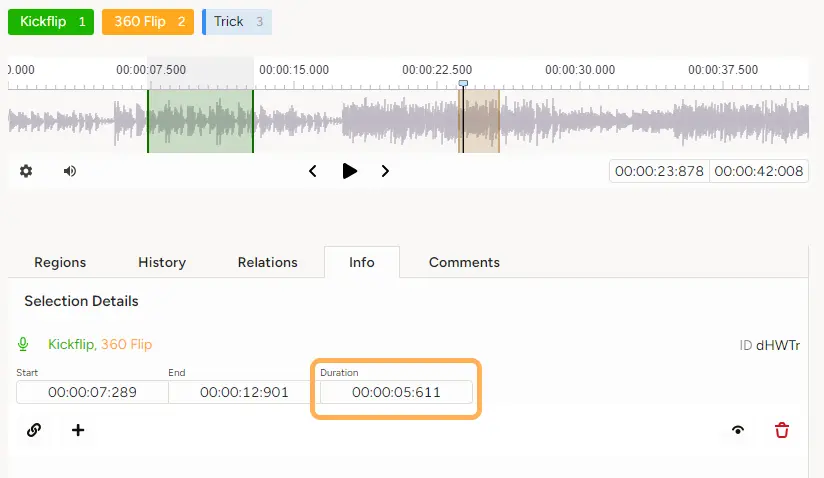 Kickflip 1 360 Flip 2 Trick 3
0.000 00:00:07.500 00:00:15.000 00:00:22.500 00:00:30.000 00:00:37.500
00:00:23:878 00:00:42:008
Regions History Relations Info Comments
Selection Details
Kickflip, 360 Flip ID dHWTr
Start End Duration
00:00:07:289 00:00:12:901 00:00:05:611